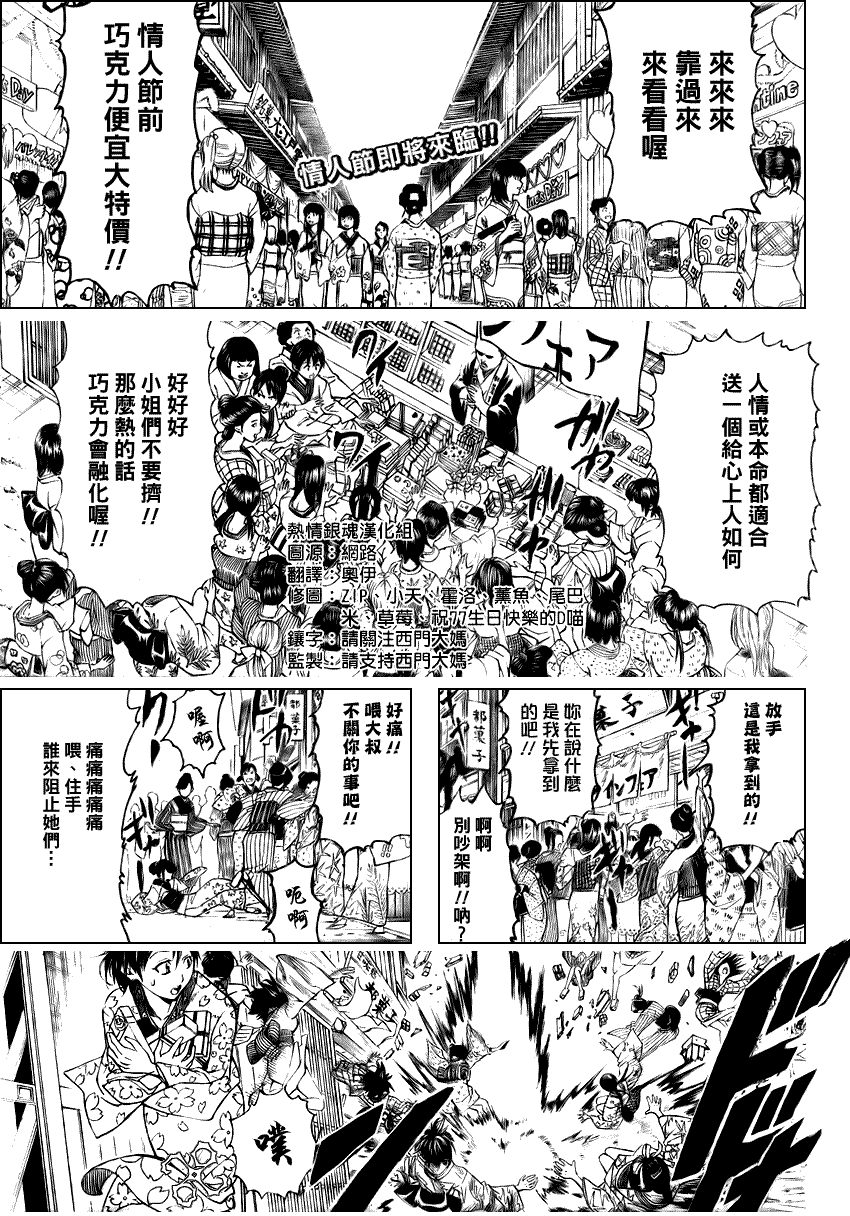 來來來
靠過來
來看看喔
情人節即將來臨!!
情人節前
巧克力便宜大特價!!
人情或本命都適合
送一個給心上人如何
好好好
小姐們不要擠!!
那麼熱的話
巧克力會融化喔!!
熱情銀魂漢化組
圖源：網路
翻譯：奧伊
修圖：ZIP、小天、霍洛、薰魚、尾巴
米、草莓、祝77生日快樂的D喵
鑲字：請關注西門大媽
監製：請支持西門大媽
放手
這是我拿到的!!
妳在說什麼
是我先拿到
的吧!!
啊啊
別吵架啊!!吶?
好痛!!
喂大叔
不關你的事吧!!
喔啊
呃啊
痛痛痛痛痛
喂、住手
誰來阻止她們…
噗
ドドド